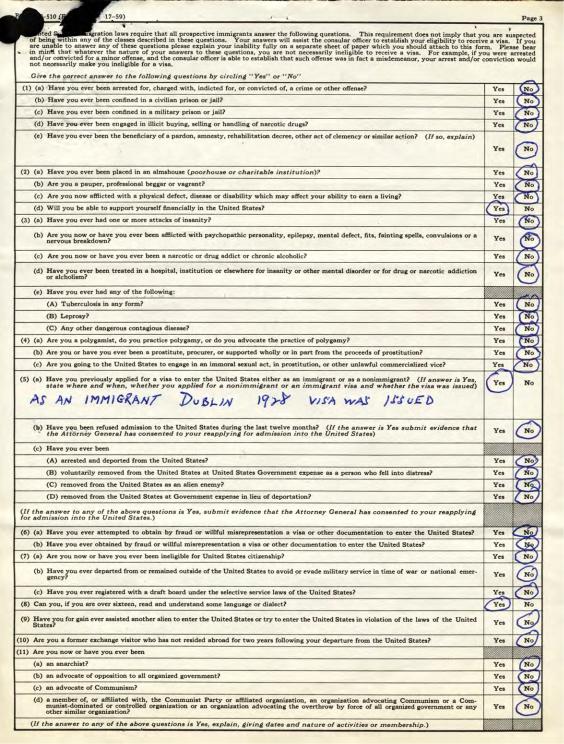 -510 17-59) Page 3
igration laws require all prospective immigrants answer the following questions. This requirement does not imply that you are suspected
of being within any of the classes described in these questions. Your answers will assist the consular officer to establish your eligibility to receive a visa. If you
are unable to answer any of these questions please explain your inability fully on a separate sheet of paper which you should attach to this form. Please bear
in mind that whatever the nature of your answers to these questions, you are not necessarily ineligible to receive a visa. For example, if you were arrested
and/or convicted for a minor offense, and the consular officer is able to establish that such offense was in fact a misdemeanor, your arrest and/or conviction would
not necessarily make you ineligible for a visa.
Give the correct answer to the following questions by circling "Yes" or "No"
(1) (a) Have you ever been arrested for, charged with, indicted for, or convicted of, a crime or other offense? Yes No
(b) Have you ever been confined in a civilian prison or jail? Yes No
(c) Have you ever been confined in a military prison or jail? Yes No
(d) Have you ever been engaged in illicit buying, selling or handling of narcotic drugs? Yes No
(e) Have you ever been the beneficiary of a pardon, amnesty, rehabilitation decree, other act of clemency or similar action? (If so, explain) Yes No
(2) (a) Have you ever been placed in an almshouse (poorhouse or charitable institution)? Yes No
(b) Are you a pauper, professional beggar or vagrant? Yes No
(c) Are you now afflicted with a physical defect, disease or disability which may affect your ability to earn a living? Yes No
(d) Will you be able to support yourself financially in the United States? Yes No
(3) (a) Have you ever had one or more attacks of insanity? Yes No
(b) Are you now or have you ever been afflicted with psychopathic personality, epilepsy, mental defect, fits, fainting spells, convulsions or a
nervous breakdown? Yes No
(c) Are you now or have you ever been a narcotic or drug addict or chronic alcoholic? Yes No
(d) Have you ever been treated in a hospital, institution or elsewhere for insanity or other mental disorder or for drug or narcotic addiction
or alcholism? Yes No
(e) Have you ever had any of the following:
(A) Tuberculosis in any form? Yes No
(B) Leprosy? Yes No
(C) Any other dangerous contagious disease? Yes No
(4) (a) Are you a polygamist, do you practice polygamy, or do you advocate the practice of polygamy? Yes No
(b) Are you or have you ever been a prostitute, procurer, or supported wholly or in part from the proceeds of prostitution? Yes No
(c) Are you going to the United States to engage in an immoral sexual act, in prostitution, or other unlawful commercialized vice? Yes No
(5) (a) Have you previously applied for a visa to enter the United States either as an immigrant or as a nonimmigrant? (If answer is Yes,
state where and when, whether you applied for a nonimmigrant or an immigrant visa and whether the visa was issued) Yes No
AS AN IMMIGRANT DUBLIN 1928 VISA WAS ISSUED
(b) Have you been refused admission to the United States during the last twelve months? (If the answer is Yes submit evidence that
the Attorney General has consented to your reapplying for admission into the United States) Yes No
(c) Have you ever been
(A) arrested and deported from the United States? Yes No
(B) voluntarily removed from the United States at United States Government expense as a person who fell into distress? Yes No
(C) removed from the United States as an alien enemy? Yes No
(D) removed from the United States at Government expense in lieu of deportation? Yes No
(If the answer to any of the above questions is Yes, submit evidence that the Attorney General has consented to your reapplying
for admission into the United States.)
(6) (a) Have you ever attempted to obtain by fraud or willful misrepresentation a visa or other documentation to enter the United States? Yes No
(b) Have you ever obtained by fraud or willful misrepresentation a visa or other documentation to enter the United States? Yes No
(7) (a) Are you now or have you ever been ineligible for United States citizenship? Yes No
(b) Have you ever departed from or remained outside of the United States to avoid or evade military service in time of war or national emer-
gency? Yes No
(c) Have you ever registered with a draft board under the selective service laws of the United States? Yes No
(8) Can you, if you are over sixteen, read and understand some language or dialect? Yes No
(9) Have you for gain ever assisted another alien to enter the United States or try to enter the United States in violation of the laws of the United
States? Yes No
(10) Are you a former exchange visitor who has not resided abroad for two years following your departure from the United States? Yes No
(11) Are you now or have you ever been
(a) an anarchist? Yes No
(b) an advocate of opposition to all organized government? Yes No
(c) an advocate of Communism? Yes No
(d) a member of, or affiliated with, the Communist Party or affiliated organization, an organization advocating Communism or a Com-
munist-dominated or controlled organization or an organization advocating the overthrow by force of all organized government or any
other similar organization? Yes No
(If the answer to any of the above questions is Yes, explain, giving dates and nature of activities or membership.)